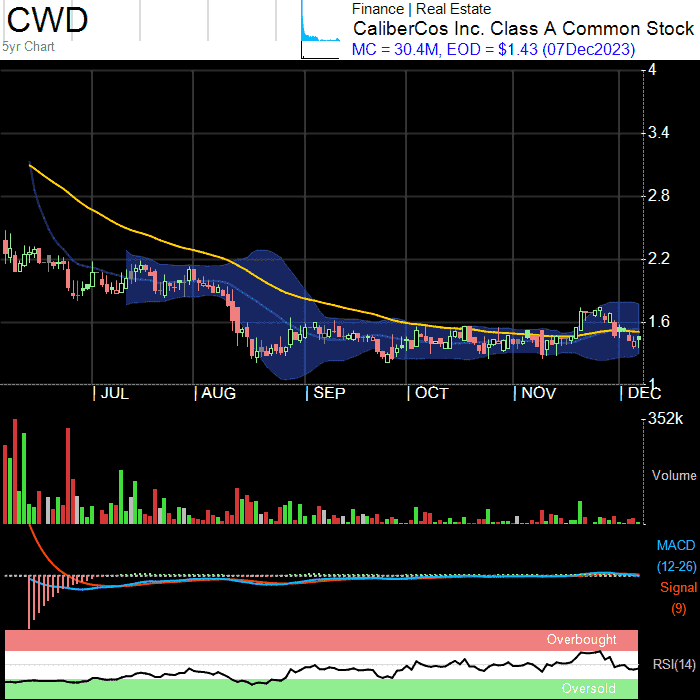 CWD
5yr Chart
Finance | Real Estate
CaliberCos Inc. Class A Common Stock
MC = 30.4M, EOD = $1.43 (07Dec2023)
4
3.4
2.8
2.2
1.6
1
JUL
AUG
SEP
OCT
NOV
DEC
352k
Volume
MACD
(12-26)
Signal
(9)
Overbought
RSI(14)
Oversold